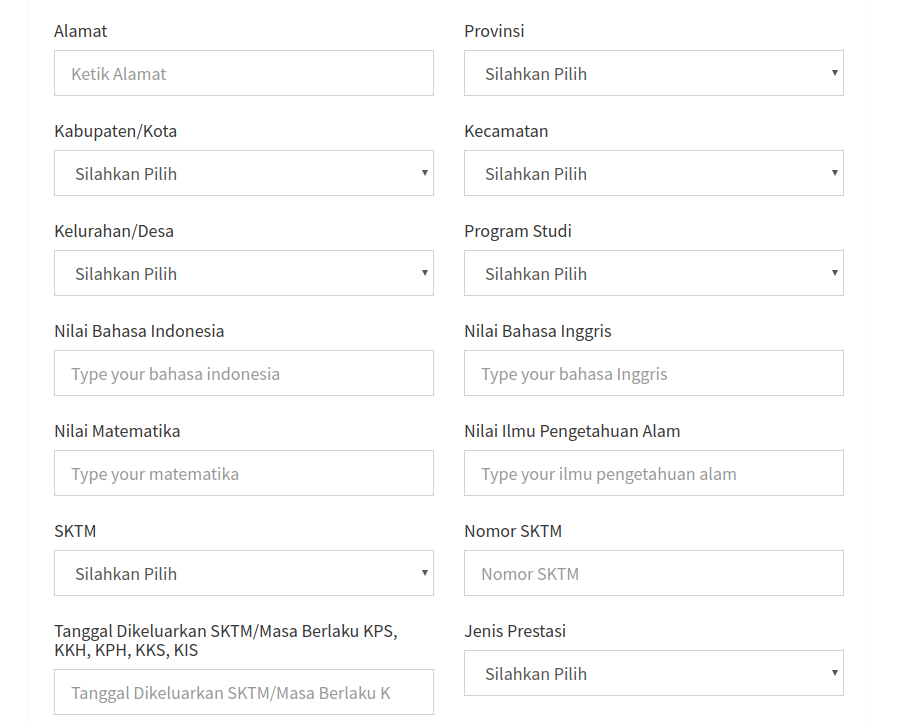 Alamat
Provinsi
Ketik Alamat
Silahkan Pilih
Kabupaten/Kota
Kecamatan
Silahkan Pilih
Silahkan Pilih
Kelurahan/Desa
Program Studi
Silahkan Pilih
Silahkan Pilih
Nilai Bahasa Indonesia
Nilai Bahasa Inggris
Type your bahasa indonesia
Type your bahasa Inggris
Nilai Matematika
Nilai Ilmu Pengetahuan Alam
Type your matematika
Type your ilmu pengetahuan alam
SKTM
Nomor SKTM
Silahkan Pilih
Nomor SKTM
Tanggal Dikeluarkan SKTM/Masa Berlaku KPS,
KKH, KPH, KKS, KIS
Jenis Prestasi
Tanggal Dikeluarkan SKTM/Masa Berlaku K
Silahkan Pilih